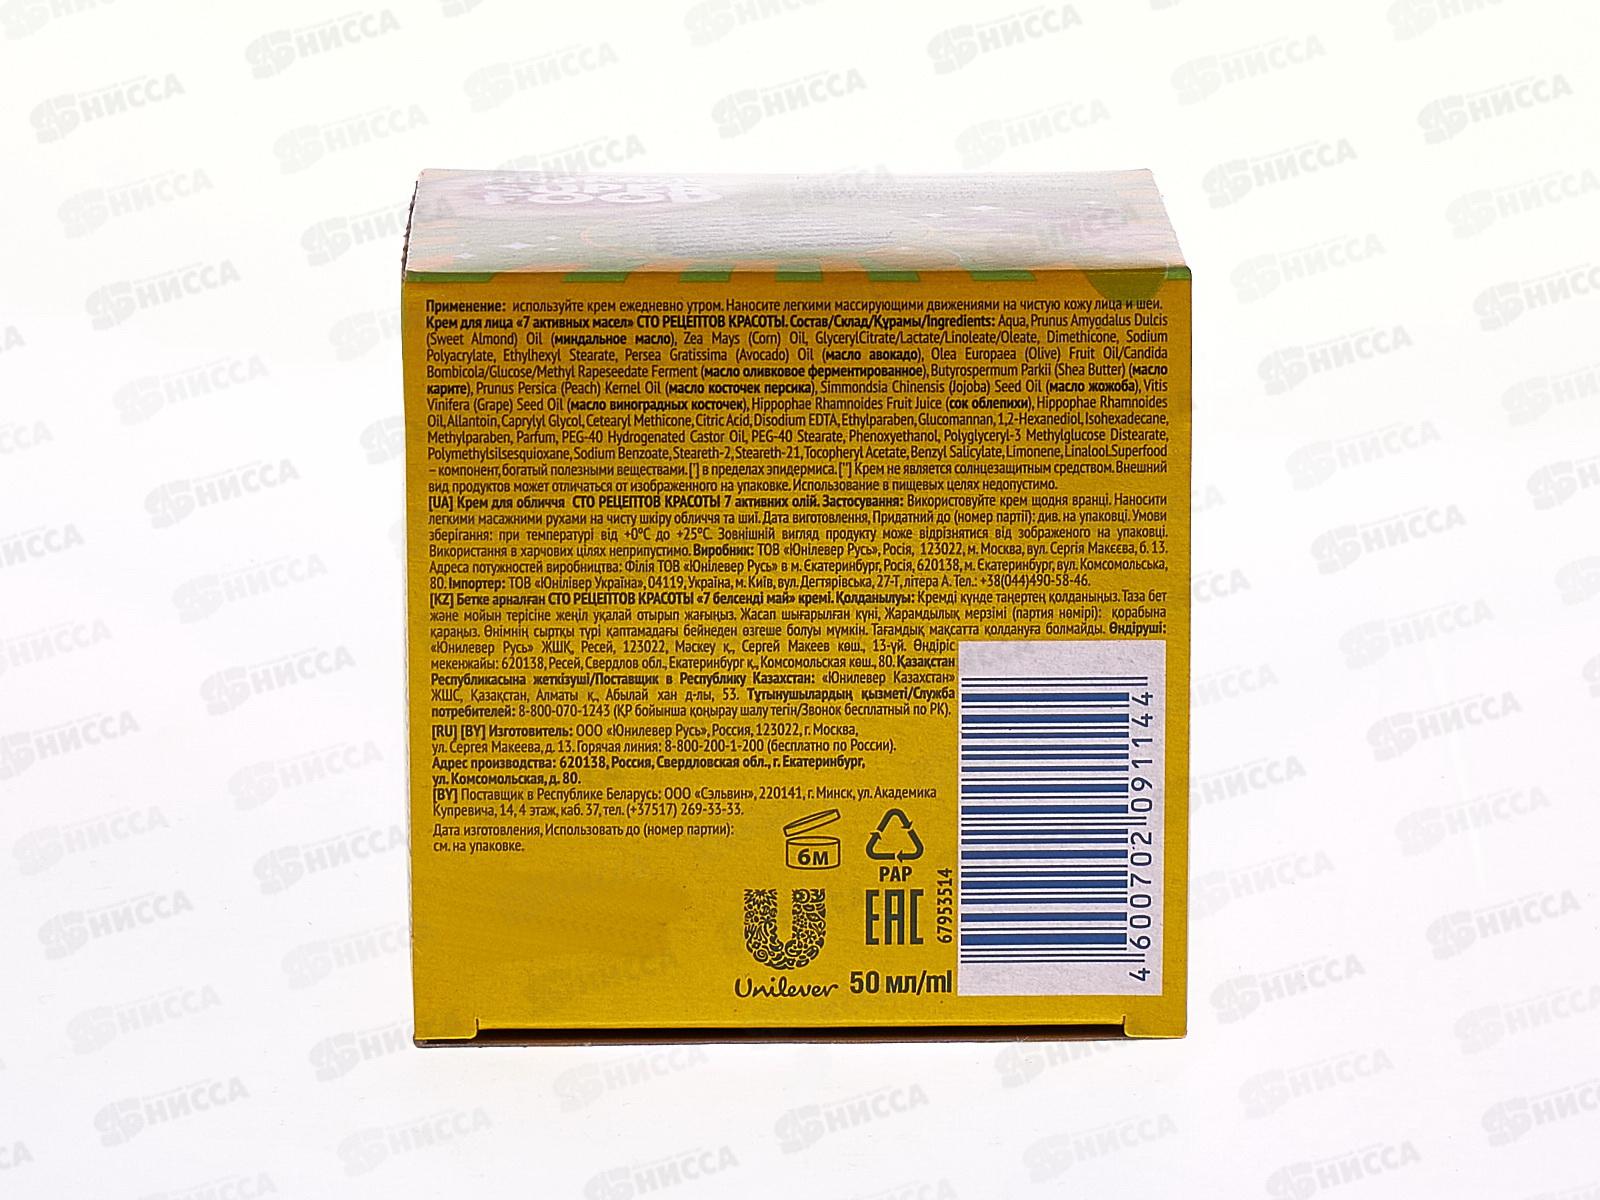 SUPER
FOOD
Применение: используйте крем ежедневно утром. Наносите легкими массирующими движениями на чистую кожу лица и шеи.
Крем для лица «7 активных масел» СТО РЕЦЕПТОВ КРАСОТЫ. Состав/Склад/Құрамы/Ingredients: Aqua, Prunus Amygdalus Dulcis
(Sweet Almond) Oil (миндальное масло), Zea Mays (Corn) Oil, GlycerylCitrate/Lactate/Linoleate/Oleate, Dimethicone, Sodium
Polyacrylate, Ethylhexyl Stearate, Persea Gratissima (Avocado) Oil (масло авокадо), Olea Europaea (Olive) Fruit Oil/Candida
Bombicola/Glucose/Methyl Rapeseedate Ferment (масло оливковое ферментированное), Butyrospermum Parkii (Shea Butter) (масло
карите), Prunus Persica (Peach) Kernel Oil (масло косточек персика), Simmondsia Chinensis (Jojoba) Seed Oil (масло жожоба), Vitis
Vinifera (Grape) Seed Oil (масло виноградных косточек), Hippophae Rhamnoides Fruit Juice (сок облепихи), Hippophae Rhamnoides
Oil, Allantoin, Caprylyl Glycol, Cetearyl Methicone, Citric Acid, Disodium EDTA, Ethylparaben, Glucomannan, 1,2-Hexanediol, Isohexadecane,
Methylparaben, Parfum, PEG-40 Hydrogenated Castor Oil, PEG-40 Stearate, Phenoxyethanol, Polyglyceryl-3 Methylglucose Distearate,
Polymethylsilsesquioxane, Sodium Benzoate, Steareth-2, Steareth-21, Tocopheryl Acetate, Benzyl Salicylate, Limonene, Linalool. Superfood
– компонент, богатый полезными веществами. [*] в пределах эпидермиса. [**] Крем не является солнцезащитным средством. Внешний
вид продуктов может отличаться от изображенного на упаковке. Использование в пищевых целях недопустимо.
[UA] Крем для обличчя СТО РЕЦЕПТОВ КРАСОТЫ 7 активних олій. Застосування: Використовуйте крем щодня вранці. Наносити
легкими масажними рухами на чисту шкіру обличчя та шиї. Дата виготовлення, Придатний до (номер партії): див. на упаковці. Умови
зберігання: при температурі від +0°С до +25°С. Зовнішній вигляд продукту може відрізнятися від зображеного на упаковці.
Використання в харчових цілях неприпустимо. Виробник: ТОВ «Юнілевер Русь», Росія, 123022, м. Москва, вул. Сергія Макєєва, б. 13.
Адреса потужностей виробництва: Філія ТОВ «Юнілевер Русь» в м. Єкатеринбург, Росія, 620138, м. Єкатеринбург, вул. Комсомольська,
80. Імпортер: ТОВ «Юнілівер Україна», 04119, Україна, м. Київ, вул. Дегтярівська, 27-Т, літера А. Тел.: +38(044)490-58-46.
[KZ] Бетке арналған СТО РЕЦЕПТОВ КРАСОТЫ «7 белсенді май» кремі. Қолданылуы: Кремді күнде таңертең қолданыңыз. Таза бет
және мойын терісіне жеңіл уқалай отырып жағыңыз. Жасап шығарылған күні, Жарамдылық мерзімі (партия нөмірі): қорабына
қараңыз. Өнімнің сыртқы түрі қаптамадағы бейнеден өзгеше болуы мүмкін. Тағамдық мақсатта қолдануға болмайды. Өндіруші:
«Юнилевер Русь» ЖШҚ, Ресей, 123022, Мәскеу қ., Сергей Макеев көш., 13-үй. Өндіріс
мекенжайы: 620138, Ресей, Свердлов обл., Екатеринбург қ., Комсомольская көш., 80. Қазақстан
Республикасына жеткізуші/Поставщик в Республику Казахстан: «Юнилевер Казахстан»
ЖШС, Қазақстан, Алматы қ., Абылай хан д-лы, 53. Тұтынушылардың қызметі/Служба
потребителей: 8-800-070-1243 (ҚР бойынша қоңырау шалу тегін/Звонок бесплатный по РК).
[RU] [BY] Изготовитель: ООО «Юнилевер Русь», Россия, 123022, г. Москва,
ул. Сергея Макеева, д. 13. Горячая линия: 8-800-200-1-200 (бесплатно по России).
Адрес производства: 620138, Россия, Свердловская обл., г. Екатеринбург,
ул. Комсомольская, д. 80.
[BY] Поставщик в Республике Беларусь: ООО «Сэльвин», 220141, г. Минск, ул. Академика
Купревича, 14, 4 этаж, каб. 37, тел. (+37517) 269-33-33.
Дата изготовления, Использовать до (номер партии):
см. на упаковке.
6М
PAP
EAC
67953514
Unilever
50 мл/ml
4 600702 091144
НИССА